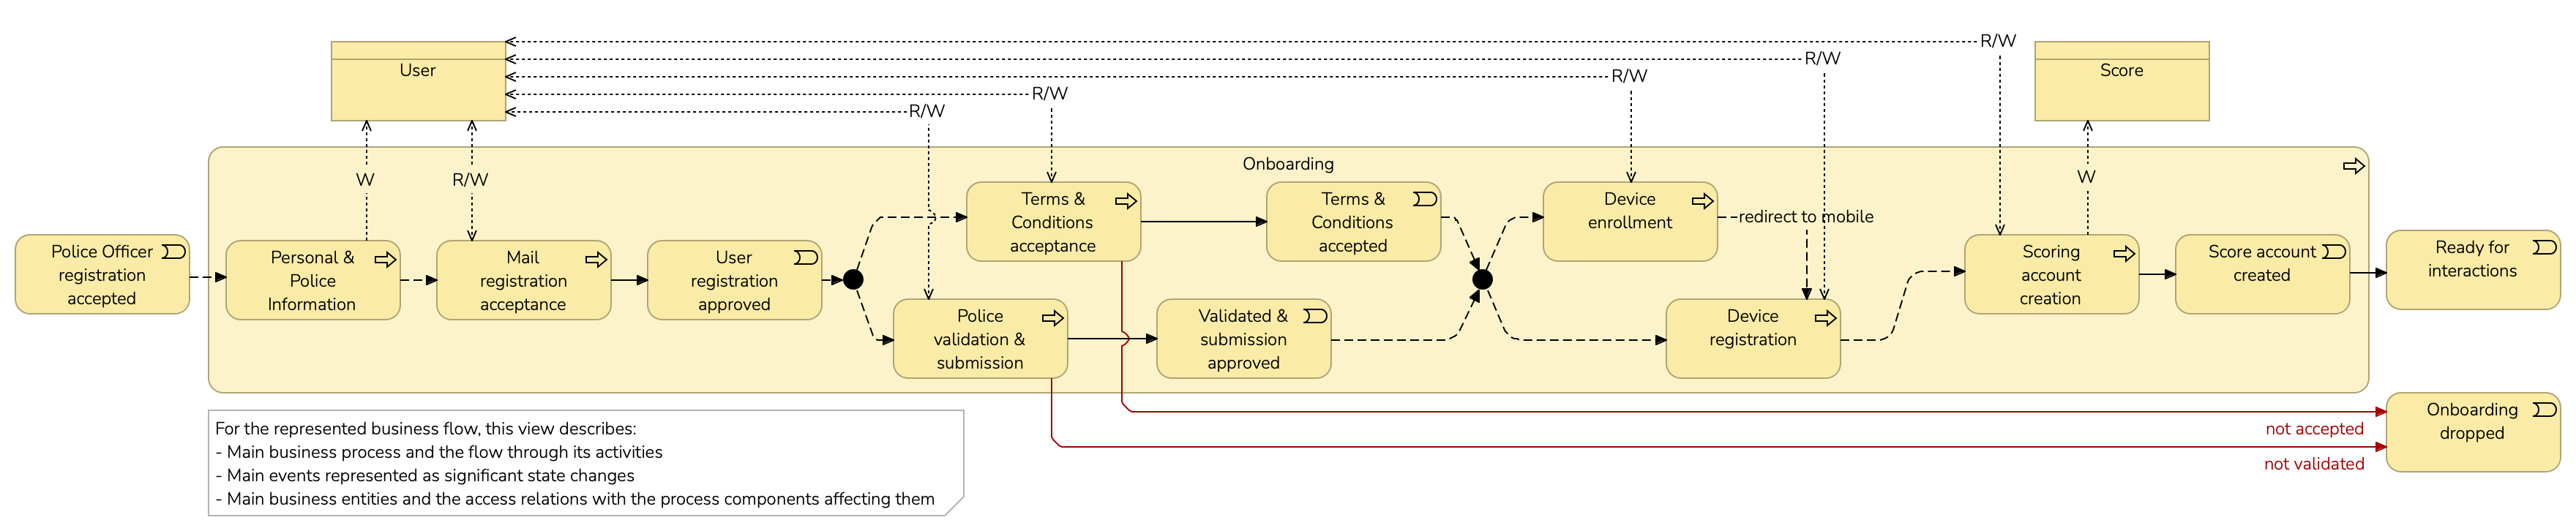 R/W
R/W
User
Score
R/W
R/W
R/W
Onboarding
W
R/W
W
Terms &
Conditions
acceptance
Terms &
Conditions
accepted
Device
enrollment
redirect to mobile
Police Officer
registration
accepted
Personal &
Police
Information
Mail
registration
acceptance
User
registration
approved
Scoring
account
creation
Score account
created
Ready for
interactions
Police
validation &
submission
Validated &
submission
approved
Device
registration
Onboarding
dropped
not accepted
not validated
For the represented business flow, this view describes:
- Main business process and the flow through its activities
- Main events represented as significant state changes
- Main business entities and the access relations with the process components affecting them